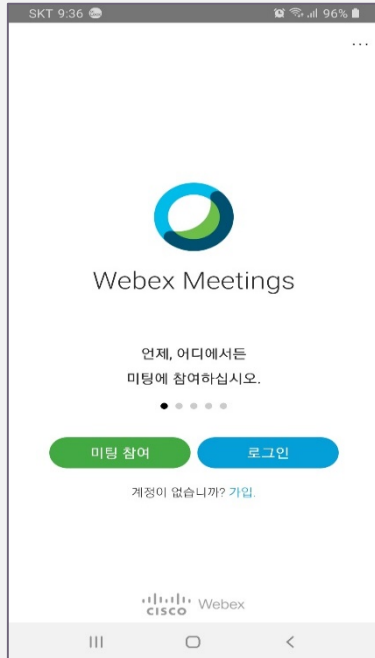 SKT 9:36
96%
Webex Meetings
언제, 어디에서든
미팅에 참여하십시오.
미팅 참여
로그인
계정이 없습니까? 가입.
cisco Webex